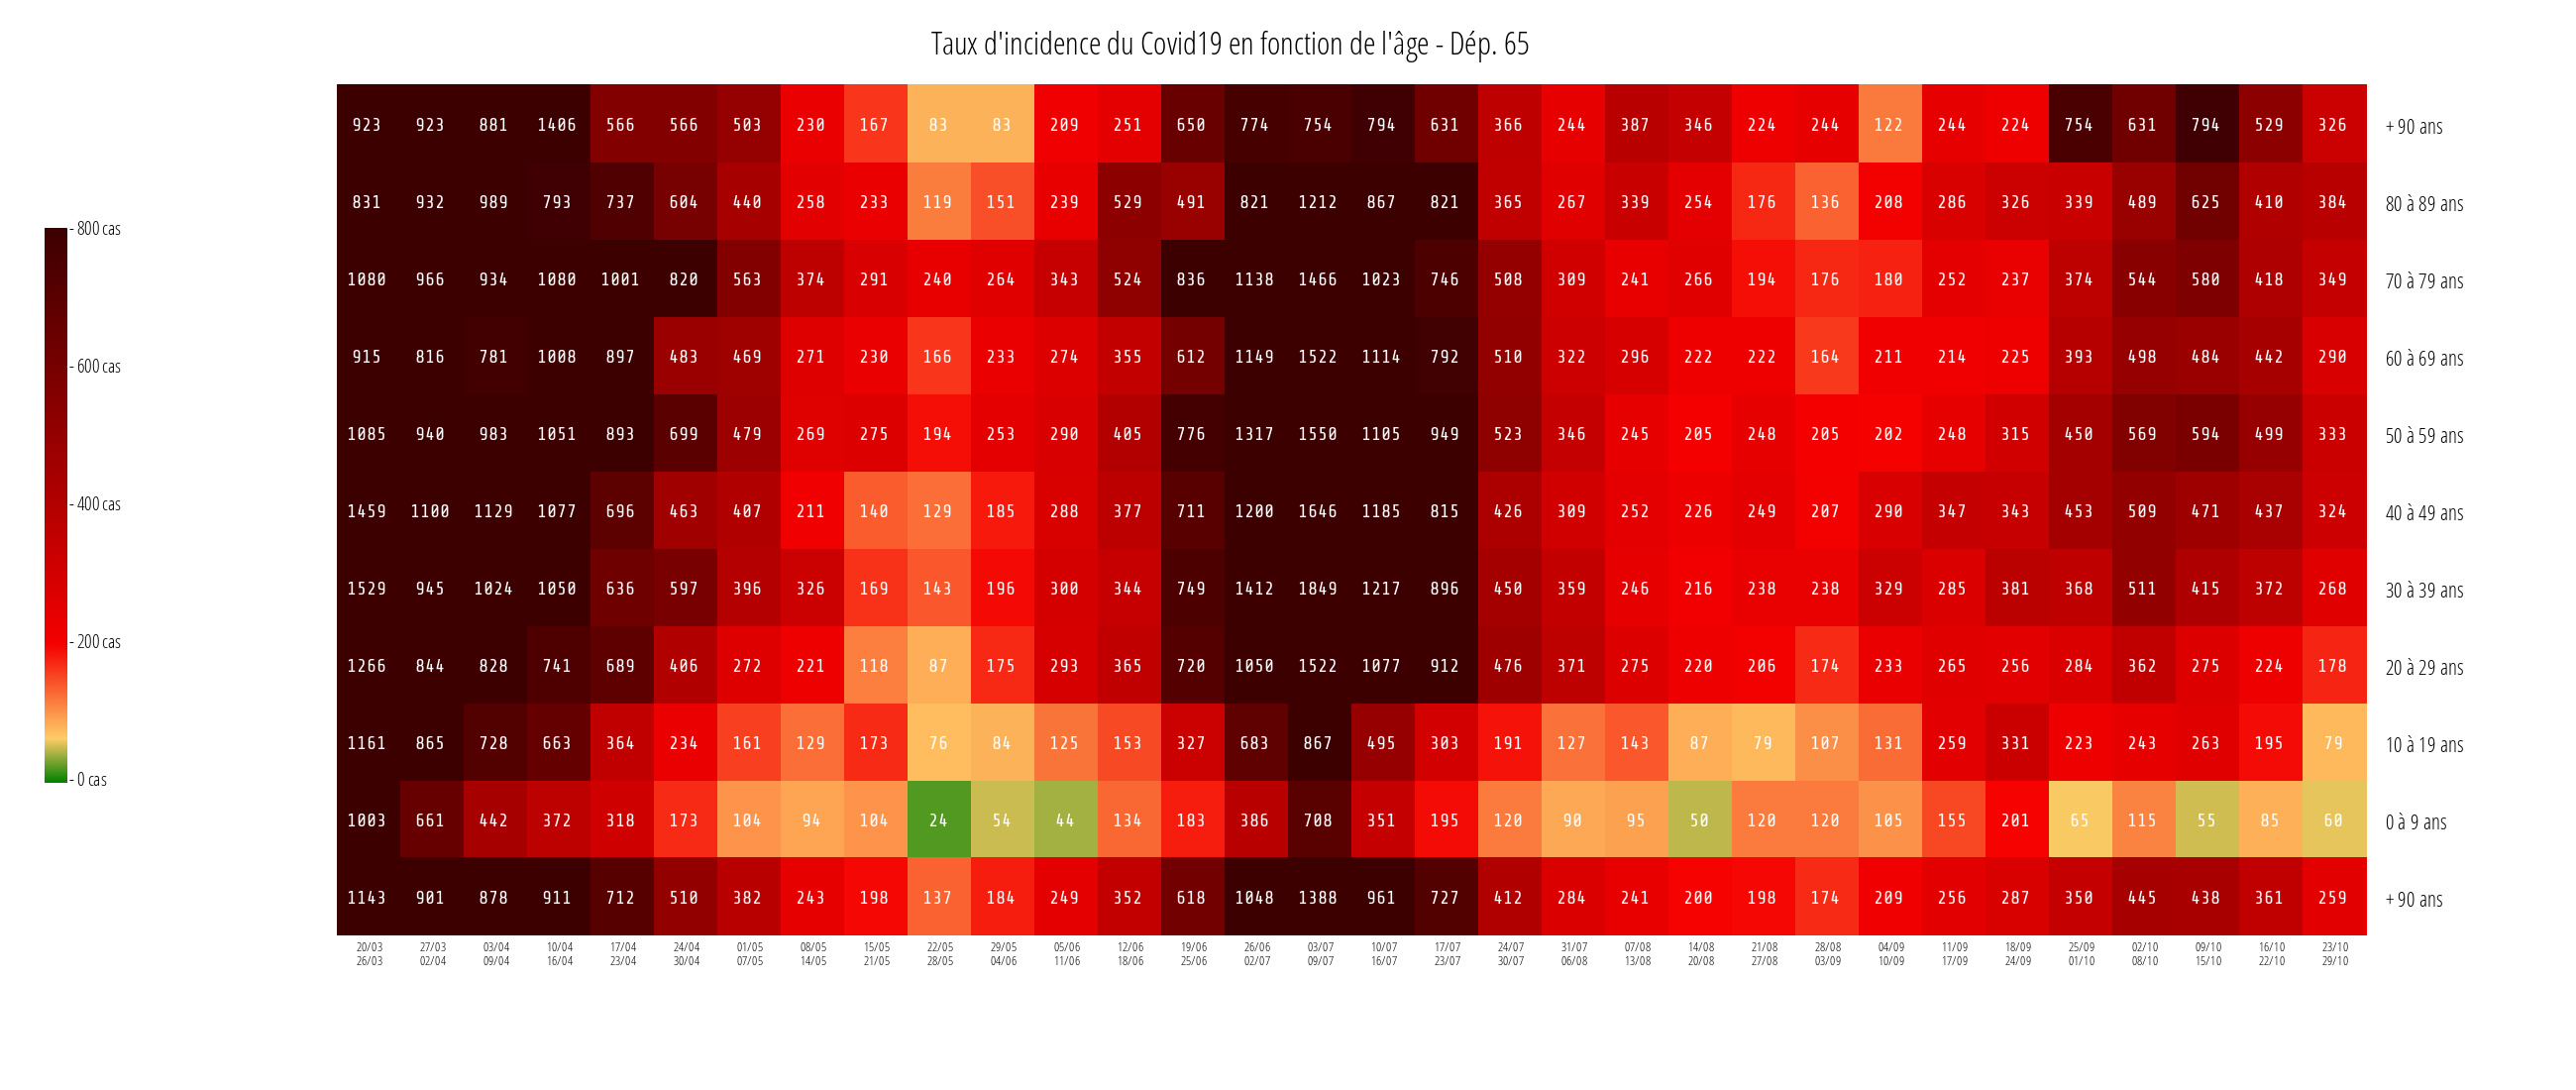 Taux d'incidence du Covid19 en fonction de l'âge - Dép. 65
- 800 cas
- 600 cas
- 400 cas
- 200 cas
- 0 cas
923 923 881 1406 566 566 503 230 167 83 83 209 251 650 774 754 794 631 366 244 387 346 224 244 122 244 224 754 631 794 529 326 + 90 ans
831 932 989 793 737 604 440 258 233 119 151 239 529 491 821 1212 867 821 365 267 339 254 176 136 208 286 326 339 489 625 410 384 80 à 89 ans
1080 966 934 1080 1001 820 563 374 291 240 264 343 524 836 1138 1466 1023 746 508 309 241 266 194 176 180 252 237 374 544 580 418 349 70 à 79 ans
915 816 781 1008 897 483 469 271 230 166 233 274 355 612 1149 1522 1114 792 510 322 296 222 222 164 211 214 225 393 498 484 442 290 60 à 69 ans
1085 940 983 1051 893 699 479 269 275 194 253 290 405 776 1317 1550 1105 949 523 346 245 205 248 205 202 248 315 450 569 594 499 333 50 à 59 ans
1459 1100 1129 1077 696 463 407 211 140 129 185 288 377 711 1200 1646 1185 815 426 309 252 226 249 207 290 347 343 453 509 471 437 324 40 à 49 ans
1529 945 1024 1050 636 597 396 326 169 143 196 300 344 749 1412 1849 1217 896 450 359 246 216 238 238 329 285 381 368 511 415 372 268 30 à 39 ans
1266 844 828 741 689 406 272 221 118 87 175 293 365 720 1050 1522 1077 912 476 371 275 220 206 174 233 265 256 284 362 275 224 178 20 à 29 ans
1161 865 728 663 364 234 161 129 173 76 84 125 153 327 683 867 495 303 191 127 143 87 79 107 131 259 331 223 243 263 195 79 10 à 19 ans
1003 661 442 372 318 173 104 94 104 24 54 44 134 183 386 708 351 195 120 90 95 50 120 120 105 155 201 65 115 55 85 60 0 à 9 ans
1143 901 878 911 712 510 382 243 198 137 184 249 352 618 1048 1388 961 727 412 284 241 200 198 174 209 256 287 350 445 438 361 259 + 90 ans
20/03 27/03 03/04 10/04 17/04 24/04 01/05 08/05 15/05 22/05 29/05 05/06 12/06 19/06 26/06 03/07 10/07 17/07 24/07 31/07 07/08 14/08 21/08 28/08 04/09 11/09 18/09 25/09 02/10 09/10 16/10 23/10
26/03 02/04 09/04 16/04 23/04 30/04 07/05 14/05 21/05 28/05 04/06 11/06 18/06 25/06 02/07 09/07 16/07 23/07 30/07 06/08 13/08 20/08 27/08 03/09 10/09 17/09 24/09 01/10 08/10 15/10 22/10 29/10